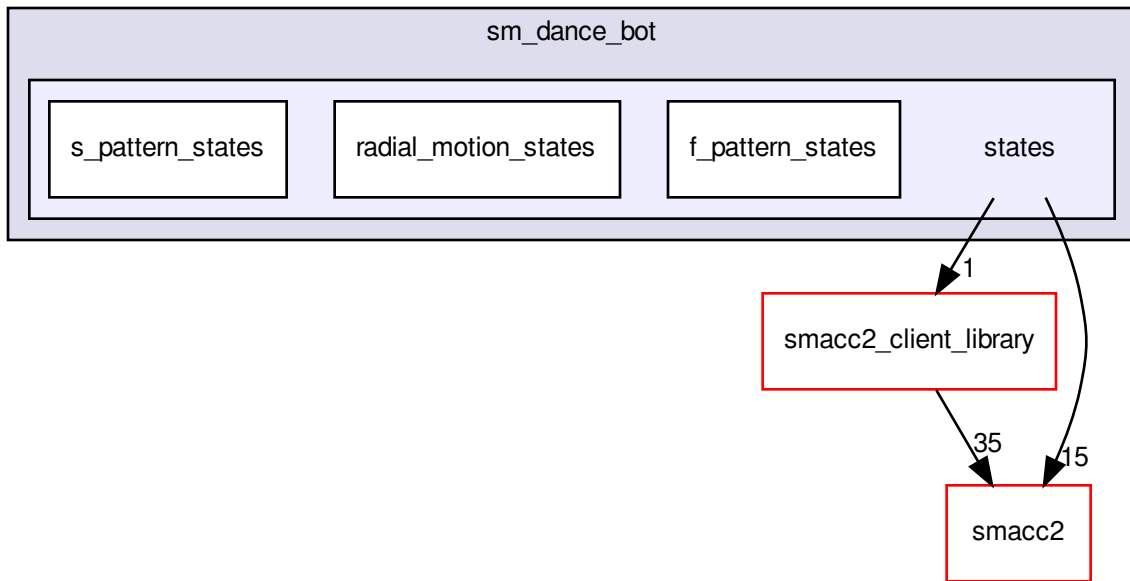 sm_dance_bot
s_pattern_states
radial_motion_states
f_pattern_states
states
1
smacc2_client_library
35
15
smacc2